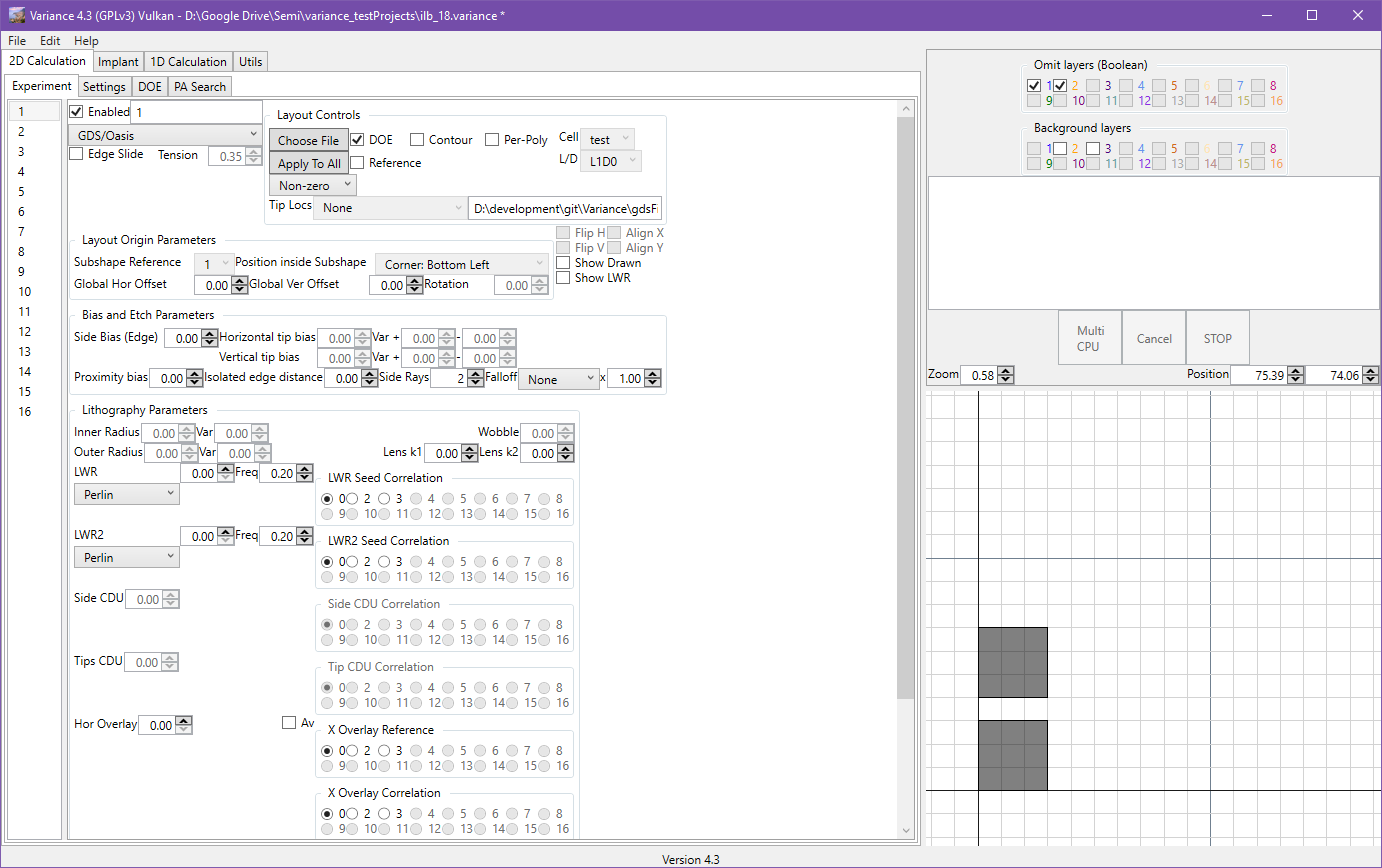 Variance 4.3 (GPLv3) Vulkan - D:\Google Drive\Semi\variance_testProjects\ilb_18.variance *
File Edit Help
2D Calculation Implant 1D Calculation Utils
Experiment Settings DOE PA Search
1
2
3
4
5
6
7
8
9
10
11
12
13
14
15
16
Enabled 1
GDS/Oasis
Edge Slide Tension 0.35
Layout Controls
Choose File DOE Contour Per-Poly Cell test
Apply To All Reference L/D L1D0
Non-zero
Tip Locs None D:\development\git\Variance\gdsFi
Layout Origin Parameters
Subshape Reference 1 Position inside Subshape Corner: Bottom Left
Global Hor Offset 0.00 Global Ver Offset 0.00 Rotation 0.00
Flip H Align X
Flip V Align Y
Show Drawn
Show LWR
Bias and Etch Parameters
Side Bias (Edge) 0.00 Horizontal tip bias 0.00 Var + 0.00 - 0.00
Vertical tip bias 0.00 Var + 0.00 - 0.00
Proximity bias 0.00 Isolated edge distance 0.00 Side Rays 2 Falloff None x 1.00
Lithography Parameters
Inner Radius 0.00 Var 0.00 Wobble 0.00
Outer Radius 0.00 Var 0.00 Lens k1 0.00 Lens k2 0.00
LWR 0.00 Freq 0.20
Perlin
LWR Seed Correlation
0 2 3 4 5 6 7 8
9 10 11 12 13 14 15 16
LWR2 0.00 Freq 0.20
Perlin
LWR2 Seed Correlation
0 2 3 4 5 6 7 8
9 10 11 12 13 14 15 16
Side CDU 0.00
Side CDU Correlation
0 2 3 4 5 6 7 8
9 10 11 12 13 14 15 16
Tips CDU 0.00
Tip CDU Correlation
0 2 3 4 5 6 7 8
9 10 11 12 13 14 15 16
Hor Overlay 0.00 Av
X Overlay Reference
0 2 3 4 5 6 7 8
9 10 11 12 13 14 15 16
X Overlay Correlation
0 2 3 4 5 6 7 8
9 10 11 12 13 14 15 16
Omit layers (Boolean)
1 2 3 4 5 6 7 8
9 10 11 12 13 14 15 16
Background layers
1 2 3 4 5 6 7 8
9 10 11 12 13 14 15 16
Multi
CPU
Cancel
STOP
Zoom 0.58 Position 75.39 74.06
Version 4.3